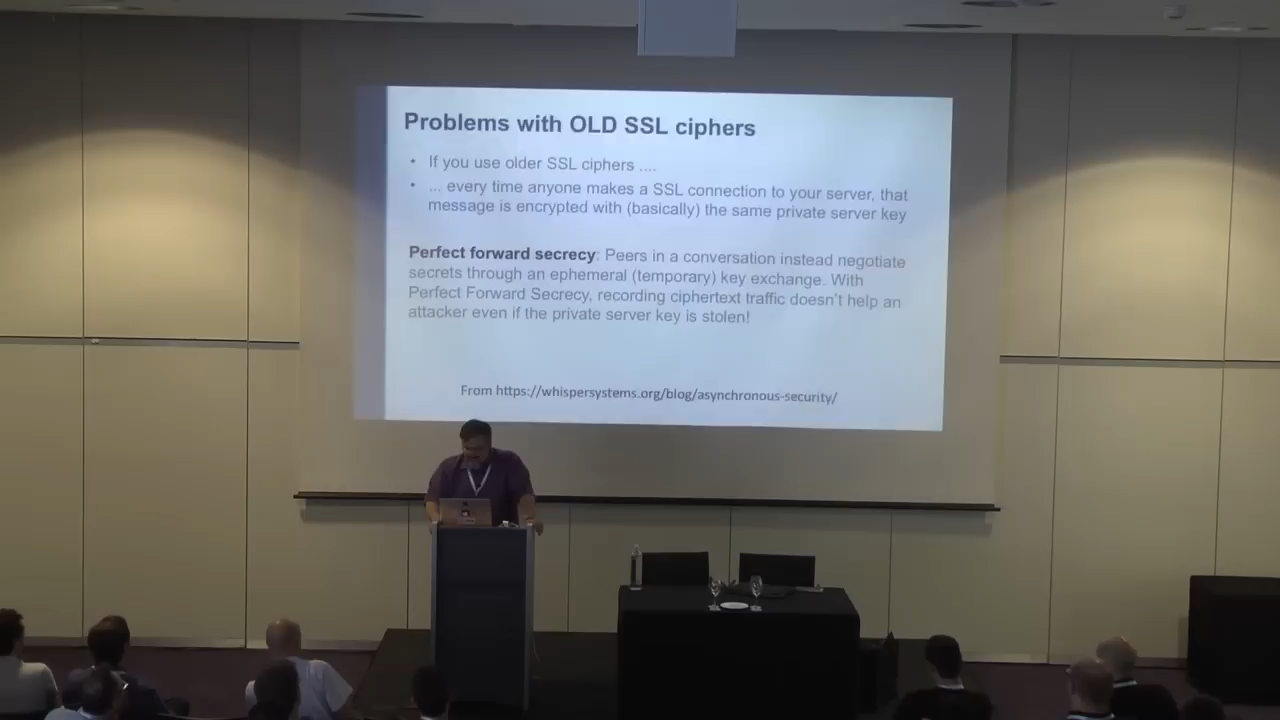 Problems with OLD SSL ciphers
• If you use older SSL ciphers ....
• ... every time anyone makes a SSL connection to your server, that
message is encrypted with (basically) the same private server key
Perfect forward secrecy: Peers in a conversation instead negotiate
secrets through an ephemeral (temporary) key exchange. With
Perfect Forward Secrecy, recording ciphertext traffic doesn't help an
attacker even if the private server key is stolen!
From https://whispersystems.org/blog/asynchronous-security/